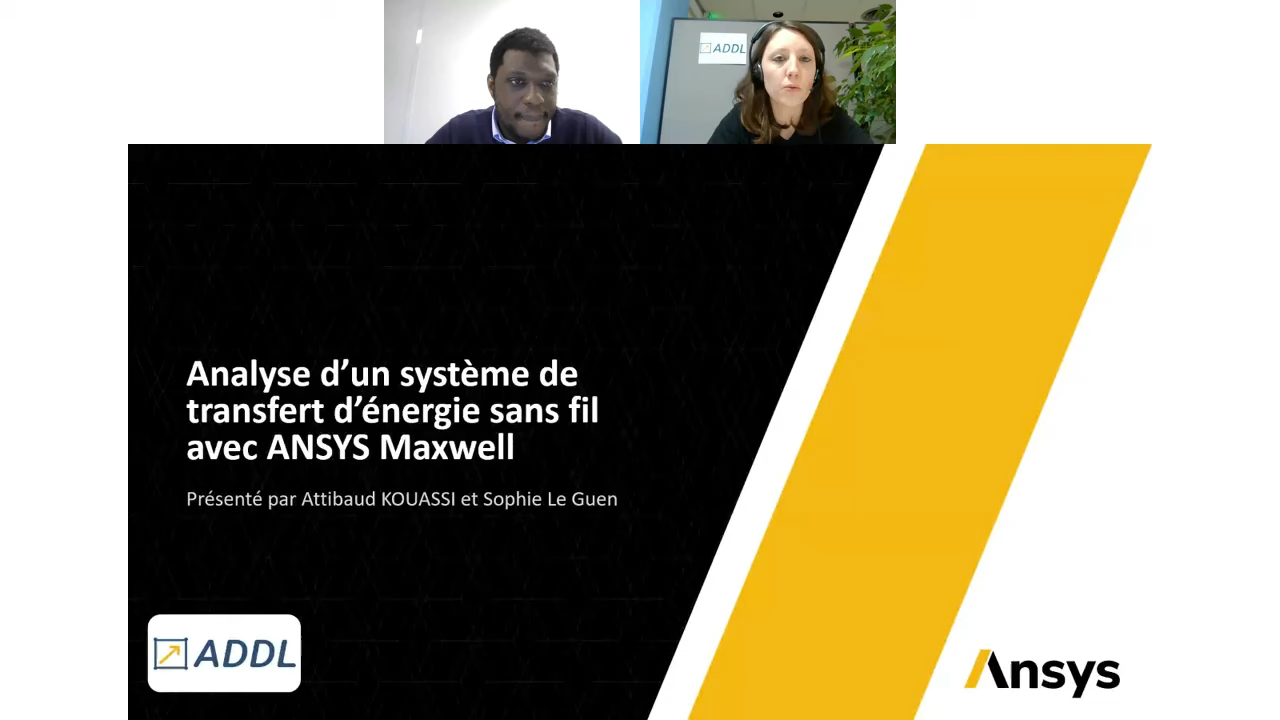 ADDL
Analyse d'un système de
transfert d'énergie sans fil
avec ANSYS Maxwell
Présenté par Attibaud KOUASSI et Sophie Le Guen
ADDL
Ansys